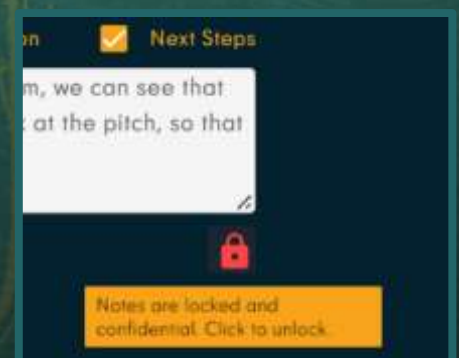 on Next Steps
m, we can see that
at the pitch, so that
Notes are locked and
confidential. Click to unlock.